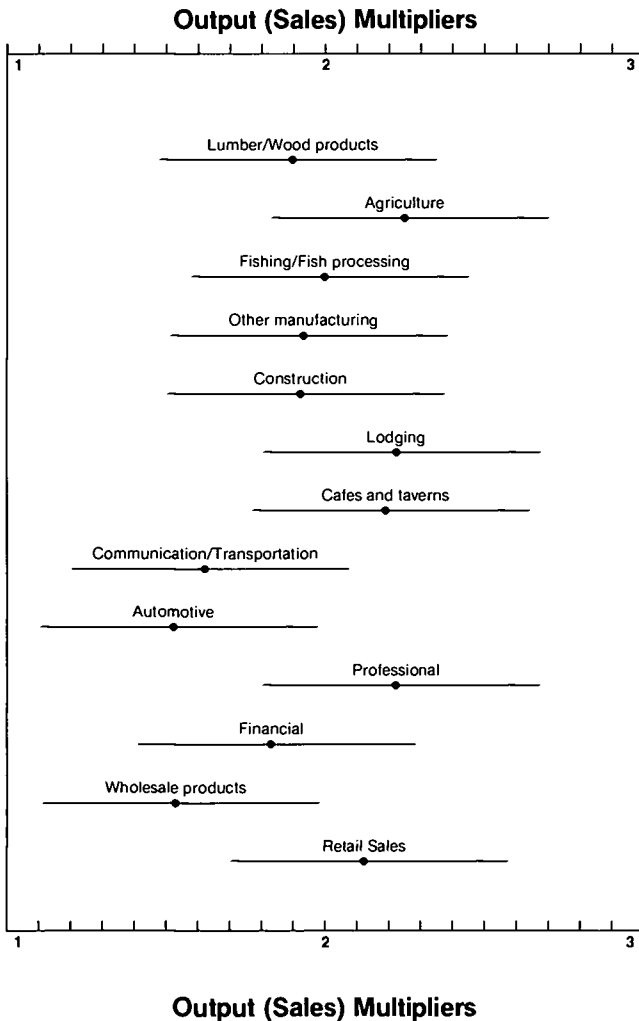 Output (Sales) Multipliers
1 2 3
Lumber/Wood products
Agriculture
Fishing/Fish processing
Other manufacturing
Construction
Lodging
Cafes and taverns
Communication/Transportation
Automotive
Professional
Financial
Wholesale products
Retail Sales
1 2 3
Output (Sales) Multipliers